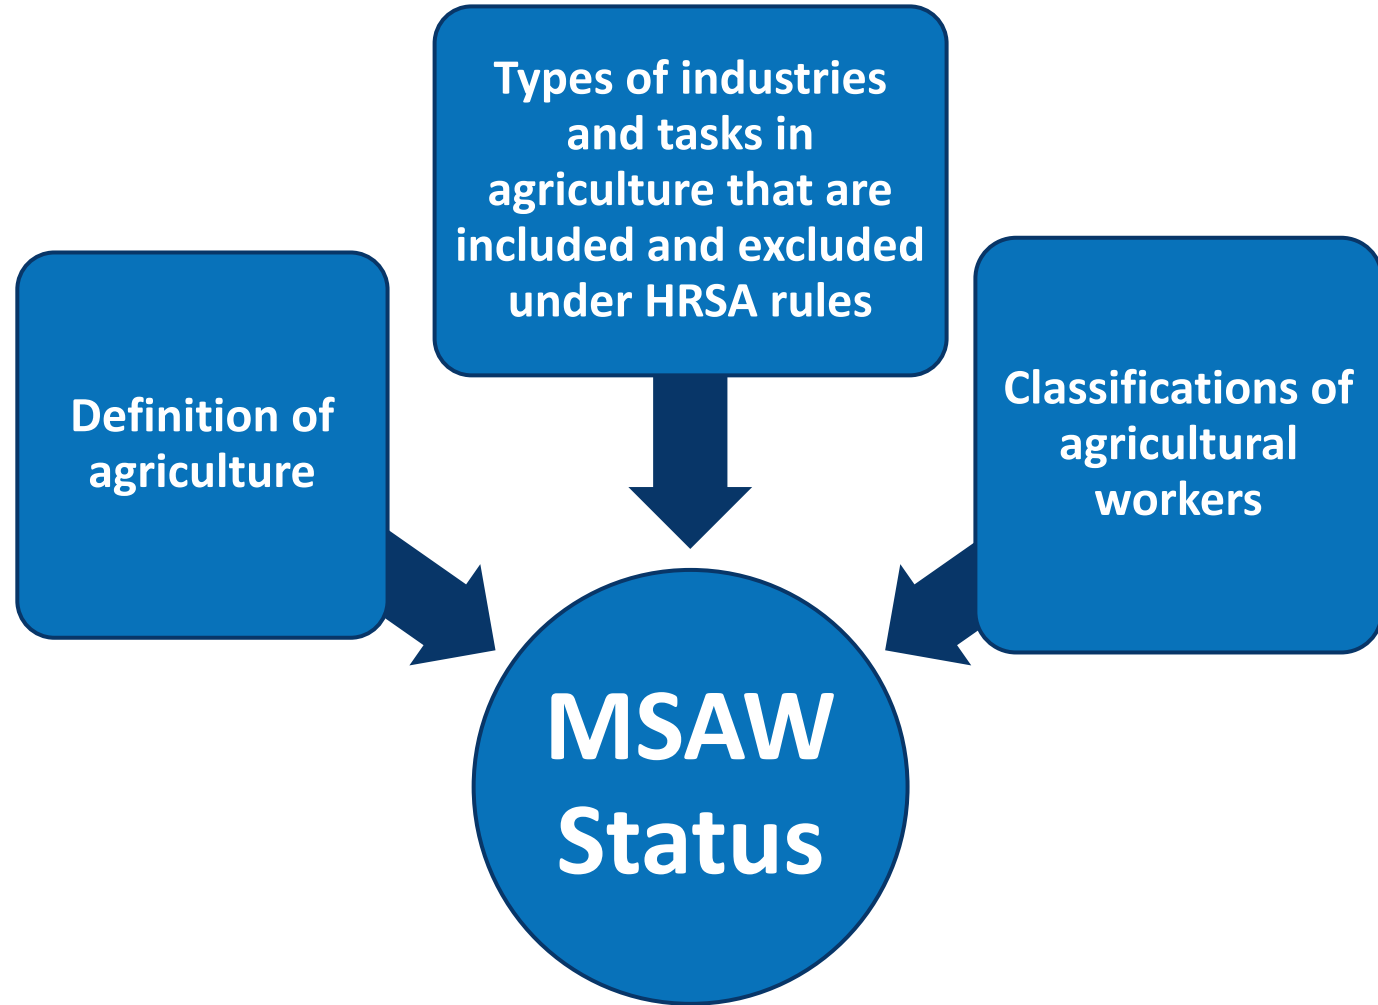 Types of industries
and tasks in
agriculture that are
included and excluded
under HRSA rules
Definition of
agriculture
Classifications of
agricultural
workers
MSAW
Status